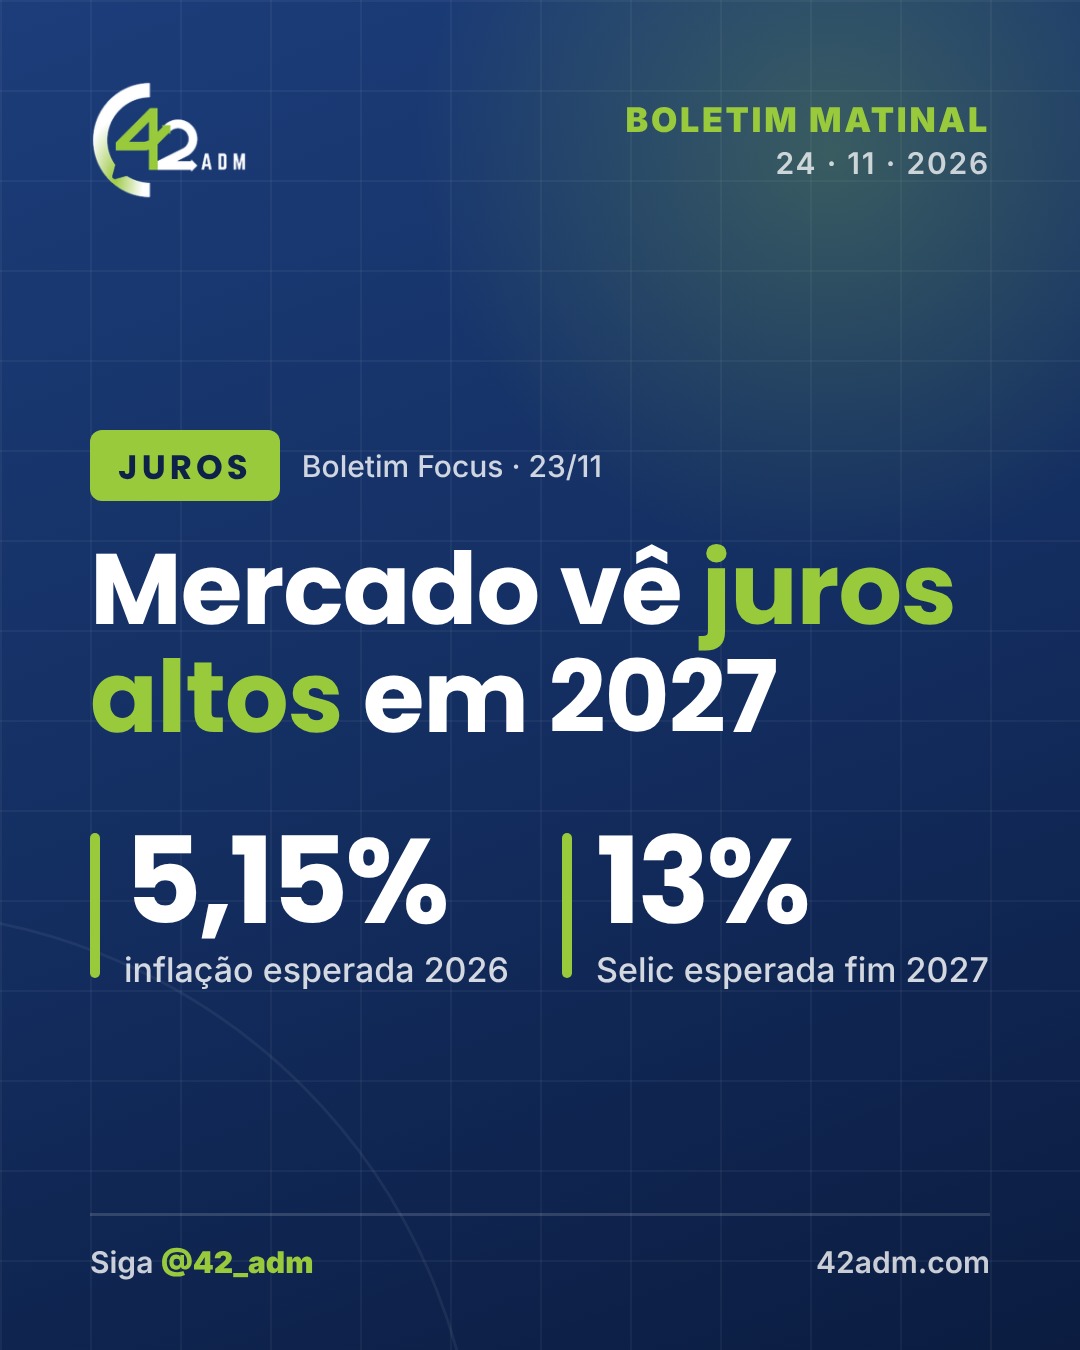 42 ADM
BOLETIM MATINAL
24 · 11 · 2026
JUROS
Boletim Focus · 23/11
Mercado vê juros
altos em 2027
5,15%
inflação esperada 2026
13%
Selic esperada fim 2027
Siga @42_adm
42adm.com